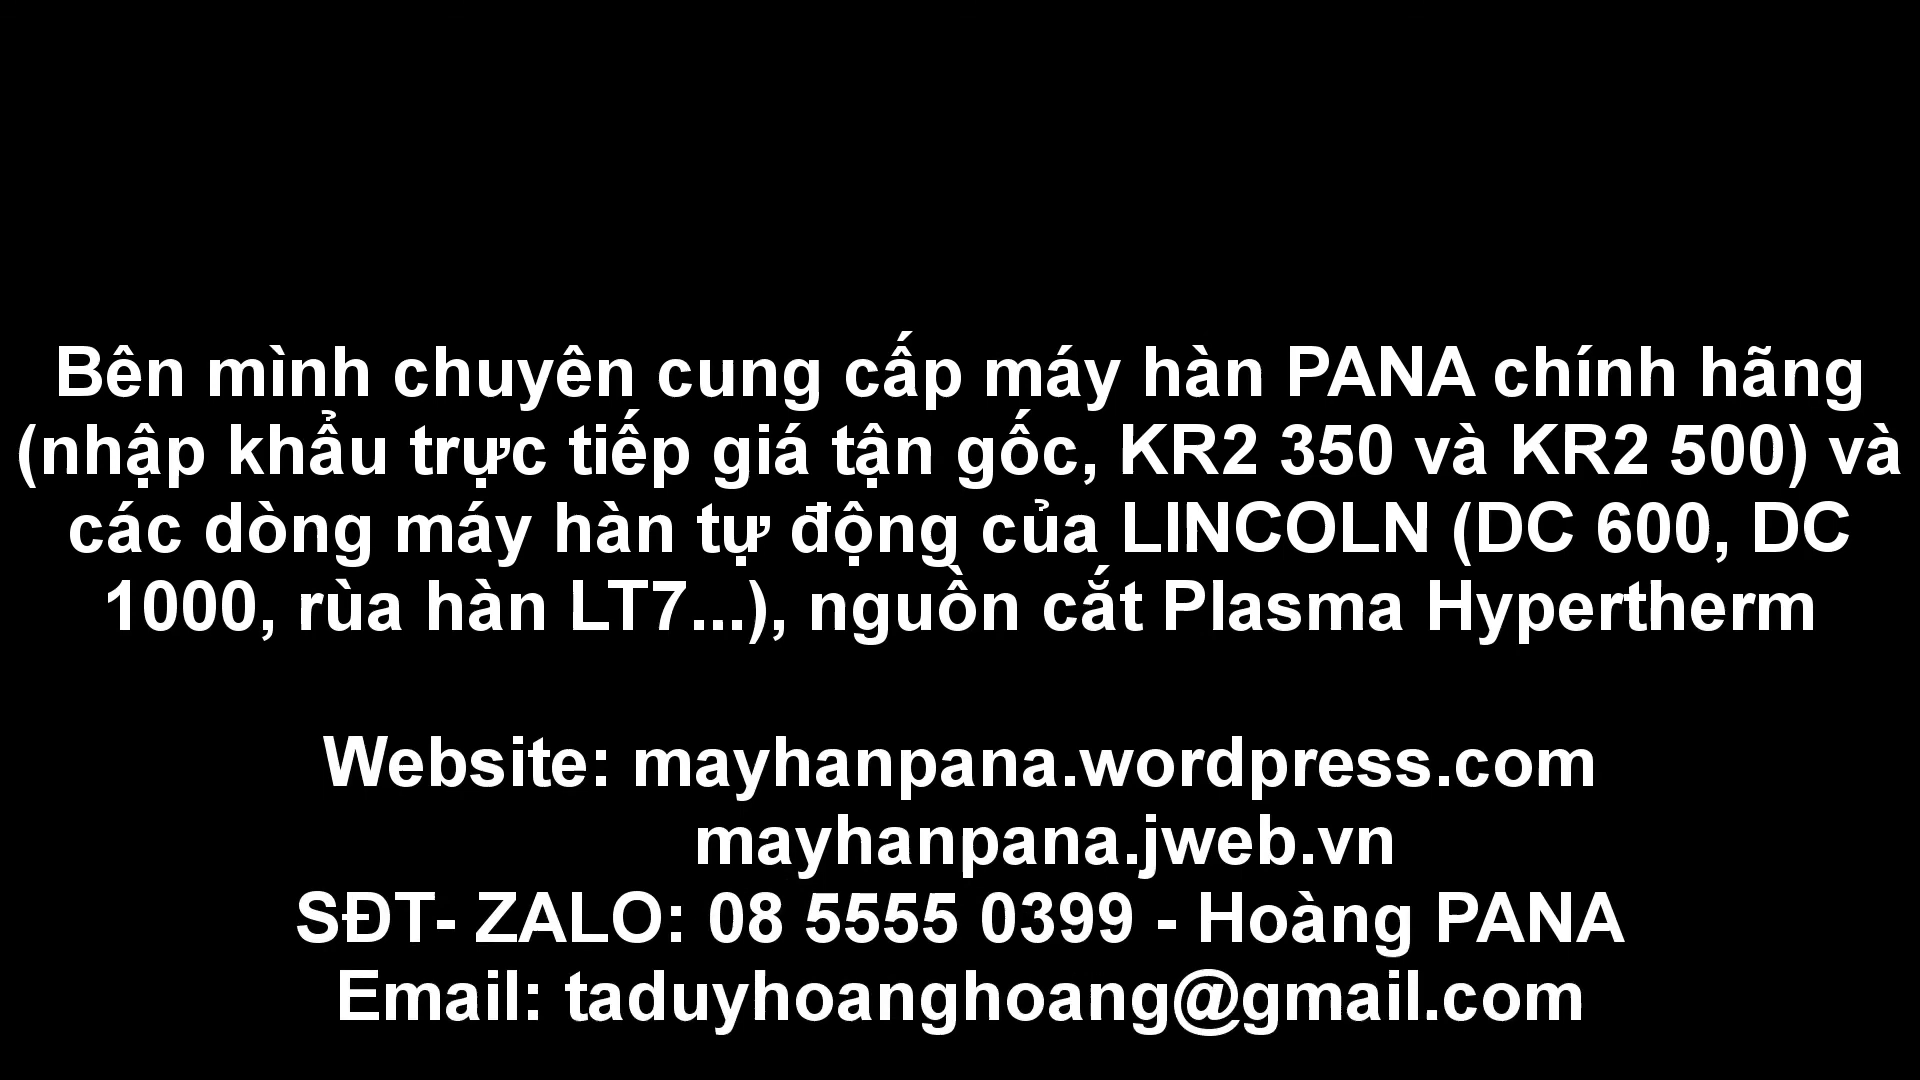 Bên mình chuyên cung cấp máy hàn PANA chính hãng
(nhập khẩu trực tiếp giá tận gốc, KR2 350 và KR2 500) và
các dòng máy hàn tự động của LINCOLN (DC 600, DC
1000, rùa hàn LT7...), nguồn cắt Plasma Hypertherm
Website: mayhanpana.wordpress.com
mayhanpana.jweb.vn
SĐT- ZALO: 08 5555 0399 - Hoàng PANA
Email: taduyhoanghoang@gmail.com